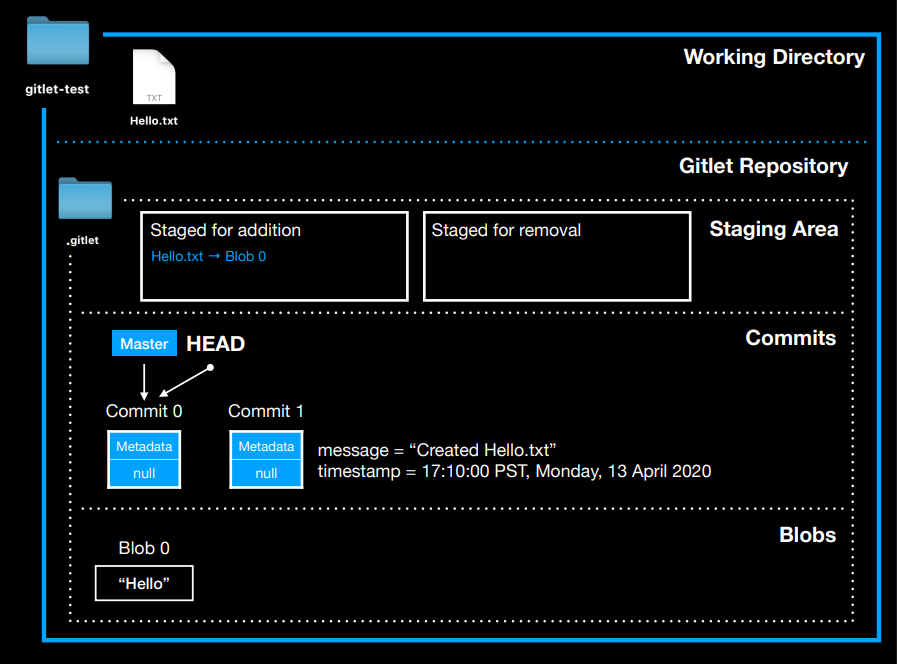 Working Directory
gitlet-test
TXT
Hello.txt
Gitlet Repository
.gitlet
Staged for addition
Hello.txt → Blob 0
Staged for removal
Staging Area
Commits
Master
HEAD
Commit 0
Commit 1
Metadata
null
Metadata
null
message = “Created Hello.txt”
timestamp = 17:10:00 PST, Monday, 13 April 2020
Blobs
Blob 0
“Hello”